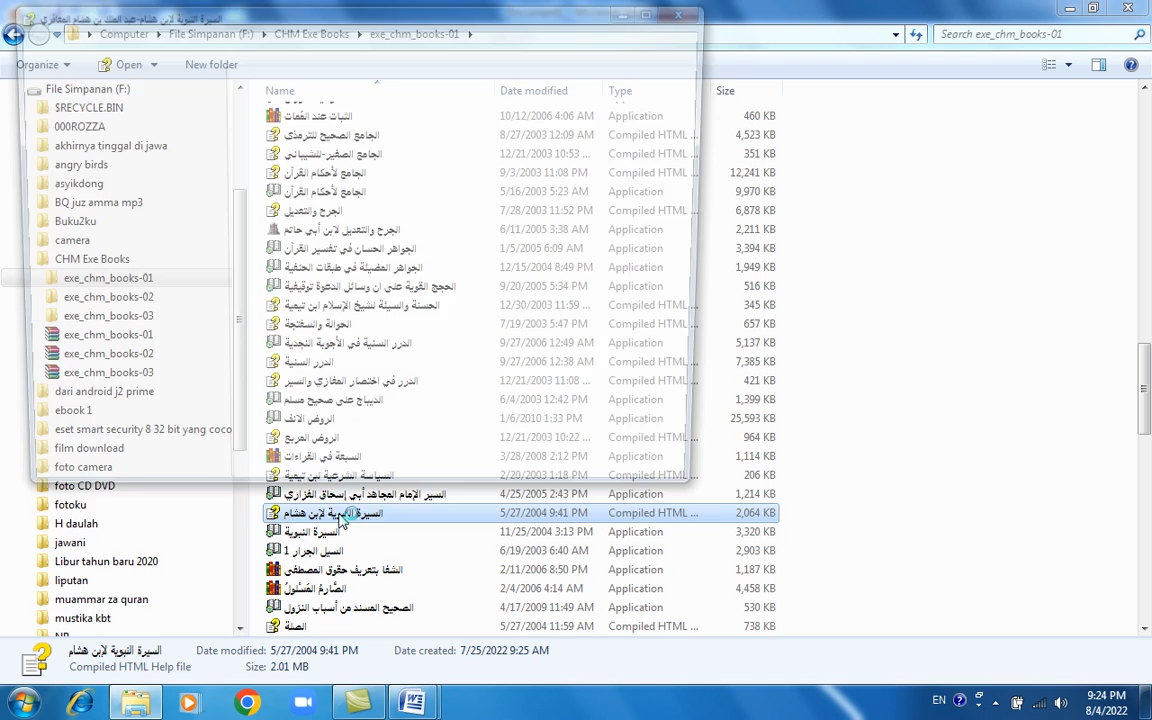 السيرة النبوية لإبن هشام-عبد الملك بن هشام المعافري
Computer File Simpanan (F:) CHM Exe Books exe_chm_books-01
Search exe_chm_books-01
Organize Open New folder
Name Date modified Type Size
File Simpanan (F:)
$RECYCLE.BIN
000ROZZA
akhirnya tinggal di jawa
angry birds
asyikdong
BQ juz amma mp3
Buku2ku
camera
CHM Exe Books
exe_chm_books-01
exe_chm_books-02
exe_chm_books-03
exe_chm_books-01
exe_chm_books-02
exe_chm_books-03
dari android j2 prime
ebook 1
eset smart security 8 32 bit yang coco
film download
foto camera
foto CD DVD
fotoku
H daulah
jawani
Libur tahun baru 2020
liputan
muammar za quran
mustika kbt
الثبات عند الممات 10/12/2006 4:06 AM Application 460 KB
الجامع الصحيح للترمذى 8/27/2003 12:09 AM Compiled HTML ... 4,523 KB
الجامع الصغير-للشيباني 12/21/2003 10:53 ... Compiled HTML ... 351 KB
الجامع لأحكام القرآن 9/3/2003 11:08 PM Compiled HTML ... 12,241 KB
الجامع لأحكام القرآن 5/16/2003 5:23 AM Application 9,970 KB
الجرح والتعديل 7/28/2003 11:52 PM Compiled HTML ... 6,878 KB
الجرح والتعديل لابن أبي حاتم 6/11/2005 3:38 AM Application 2,211 KB
الجواهر الحسان في تفسير القرآن 1/5/2005 6:09 AM Application 3,394 KB
الجواهر المضيئة في طبقات الحنفية 12/15/2004 8:49 PM Application 1,949 KB
الحجج القوية على ان وسائل الدعوة توقيفية 9/20/2005 5:34 PM Application 516 KB
الحسنة والسيئة لشيخ الإسلام ابن تيمية 12/30/2003 11:59 ... Compiled HTML ... 345 KB
الحوالة والسفتجة 7/19/2003 5:47 PM Compiled HTML ... 657 KB
الدرر السنية في الأجوبة النجدية 9/27/2006 12:49 AM Application 5,137 KB
الدرر السنية 9/27/2006 12:38 AM Compiled HTML ... 7,385 KB
الدرر في اختصار المغازي والسير 12/21/2003 11:08 ... Compiled HTML ... 421 KB
الديباج على صحيح مسلم 6/4/2003 12:42 PM Application 1,399 KB
الروض الانف 1/6/2010 1:33 PM Application 25,593 KB
الروض المربع 12/21/2003 10:22 ... Compiled HTML ... 964 KB
السبعة في القراءات 3/28/2008 2:12 PM Application 1,114 KB
السياسة الشرعية لبن تيمية 2/20/2003 1:18 PM Compiled HTML ... 206 KB
السير الإمام المجاهد أبي إسحاق الفزاري 4/25/2005 2:43 PM Application 1,214 KB
السيرة النبوية لإبن هشام 5/27/2004 9:41 PM Compiled HTML ... 2,064 KB
السيرة النبوية 11/25/2004 3:13 PM Application 3,320 KB
السيل الجرار 1 6/19/2003 6:40 AM Application 2,903 KB
الشفا بتعريف حقوق المصطفى 2/11/2006 8:50 PM Application 1,187 KB
الصَّارِمُ المَسْلُولُ 2/4/2006 4:14 AM Application 4,458 KB
الصحيح المسند من أسباب النزول 4/17/2009 11:49 AM Application 530 KB
الصلة 5/27/2004 11:59 AM Compiled HTML ... 738 KB
السيرة النبوية لإبن هشام Date modified: 5/27/2004 9:41 PM Date created: 7/25/2022 9:25 AM
Compiled HTML Help file Size: 2.01 MB
EN 9:24 PM
8/4/2022